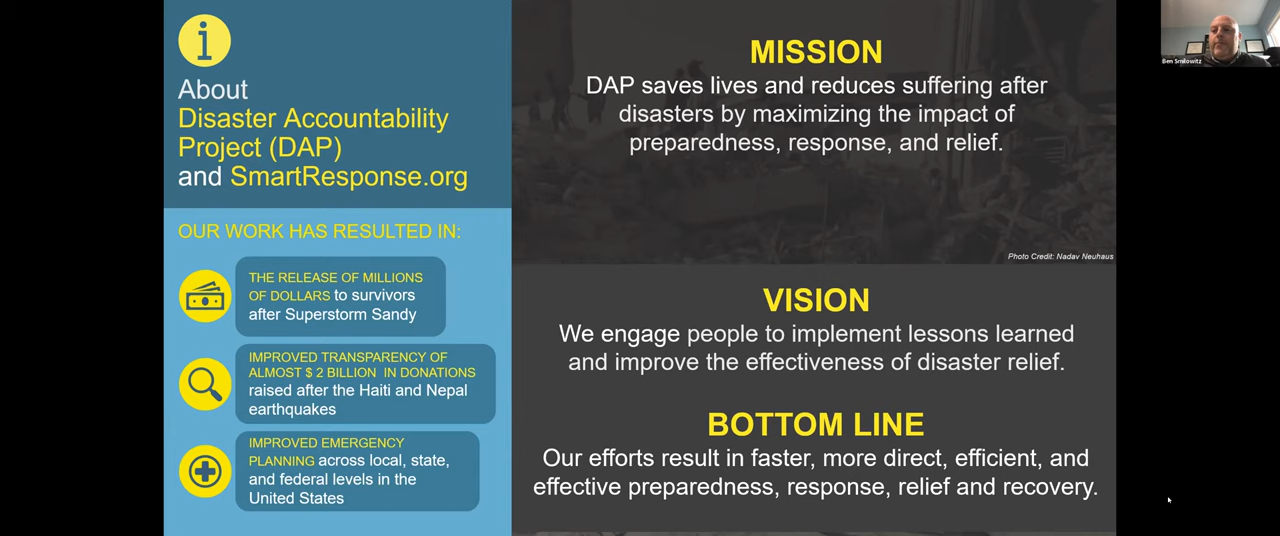 About
Disaster Accountability
Project (DAP)
and SmartResponse.org
OUR WORK HAS RESULTED IN:
THE RELEASE OF MILLIONS
OF DOLLARS to survivors
after Superstorm Sandy
IMPROVED TRANSPARENCY OF
ALMOST $ 2 BILLION IN DONATIONS
raised after the Haiti and Nepal
earthquakes
IMPROVED EMERGENCY
PLANNING across local, state,
and federal levels in the
United States
MISSION
DAP saves lives and reduces suffering after
disasters by maximizing the impact of
preparedness, response, and relief.
Photo Credit: Nadav Neuhaus
VISION
We engage people to implement lessons learned
and improve the effectiveness of disaster relief.
BOTTOM LINE
Our efforts result in faster, more direct, efficient, and
effective preparedness, response, relief and recovery.
Ben Smilowitz